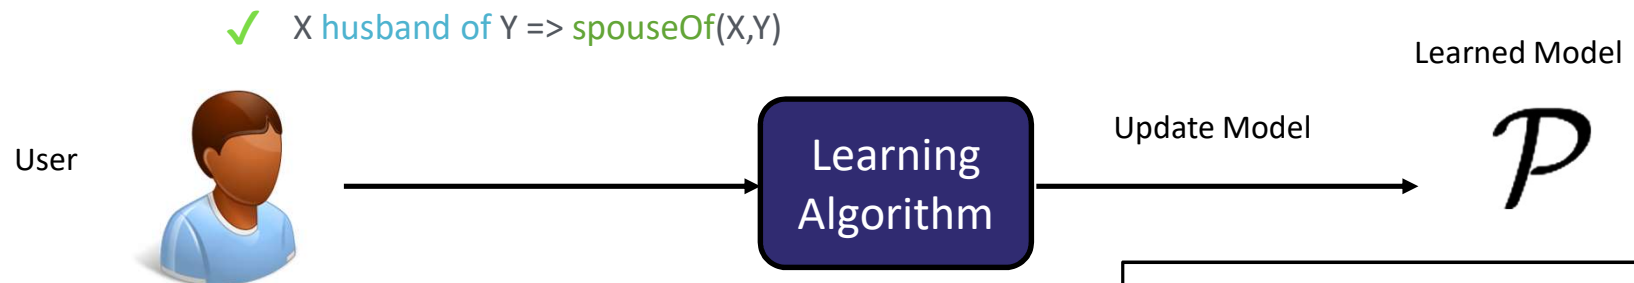 ✓ X husband of Y => spouseOf(X,Y)
Learned Model
User
Learning
Algorithm
Update Model
P